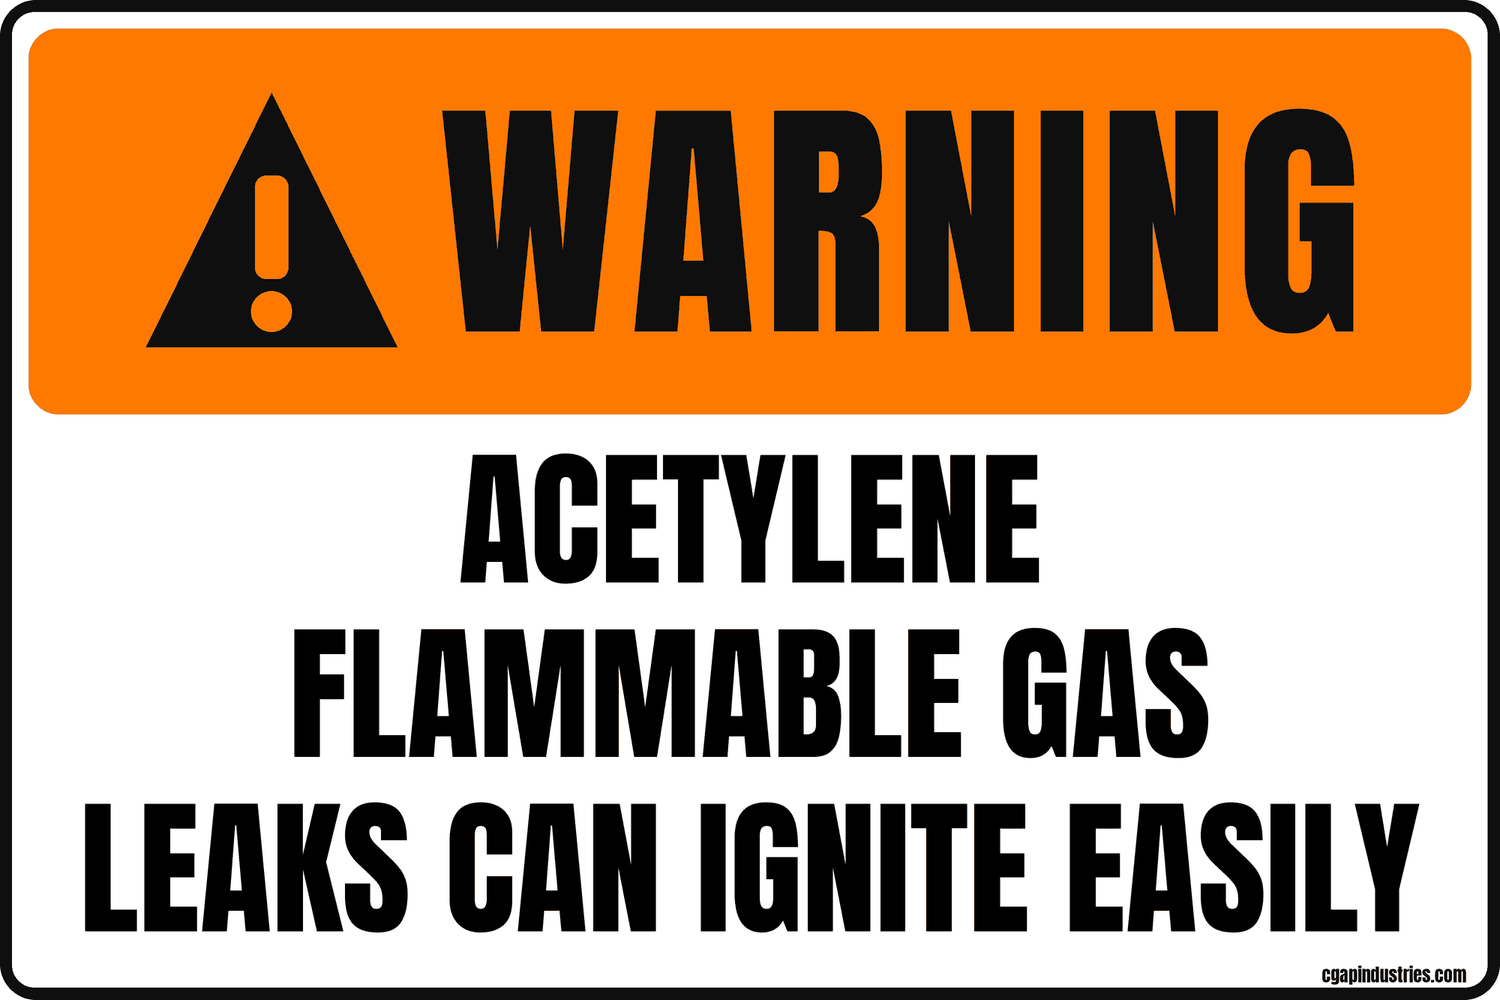 WARNING
ACETYLENE
FLAMMABLE GAS
LEAKS CAN IGNITE EASILY
cgapindustries.com